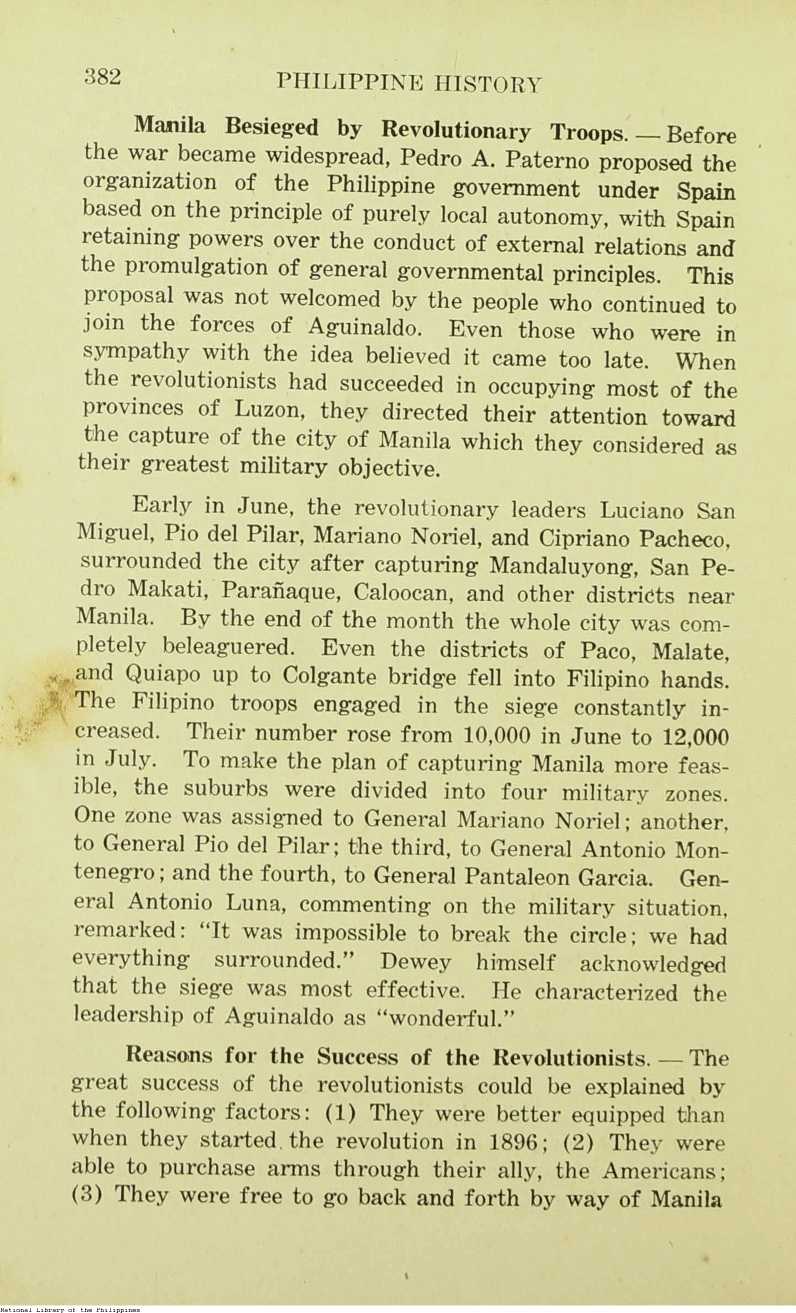 382
PHILIPPINE HISTORY
Manila Besieged by Revolutionary Troops. — Before
the war became widespread, Pedro A. Paterno proposed the
organization of the Philippine government under Spain
based on the principle of purely local autonomy, with Spain
retaining powers over the conduct of external relations and
the promulgation of general governmental principles. This
proposal was not welcomed by the people who continued to
join the forces of Aguinaldo. Even those who were in
sympathy with the idea believed it came too late. When
the revolutionists had succeeded in occupying most of the
provinces of Luzon, they directed their attention toward
the capture of the city of Manila which they considered as
their greatest military objective.
Early in June, the revolutionary leaders Luciano San
Miguel, Pio del Pilar, Mariano Noriel, and Cipriano Pacheco,
surrounded the city after capturing Mandaluyong, San Pe-
dro Makati, Parañaque, Caloocan, and other districts near
Manila. By the end of the month the whole city was com-
pletely beleaguered. Even the districts of Paco, Malate,
and Quiapo up to Colgante bridge fell into Filipino hands.
The Filipino troops engaged in the siege constantly in-
creased. Their number rose from 10,000 in June to 12,000
in July. To make the plan of capturing Manila more feas-
ible, the suburbs were divided into four military zones.
One zone was assigned to General Mariano Noriel; another,
to General Pio del Pilar; the third, to General Antonio Mon-
tenegro; and the fourth, to General Pantaleon Garcia. Gen-
eral Antonio Luna, commenting on the military situation,
remarked: “It was impossible to break the circle; we had
everything surrounded.” Dewey himself acknowledged
that the siege was most effective. He characterized the
leadership of Aguinaldo as “wonderful.”
Reasons for the Success of the Revolutionists. — The
great success of the revolutionists could be explained by
the following factors: (1) They were better equipped than
when they started the revolution in 1896; (2) They were
able to purchase arms through their ally, the Americans;
(3) They were free to go back and forth by way of Manila
National Library of the Philippines